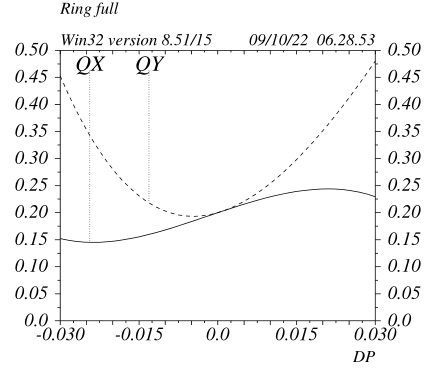 Ring full
Win32 version 8.51/15 09/10/22 06.28.53
0.50 QX QY 0.50
0.45 0.45
0.40 0.40
0.35 0.35
0.30 0.30
0.25 0.25
0.20 0.20
0.15 0.15
0.10 0.10
0.05 0.05
0.0 0.0
-0.030 -0.015 0.0 0.015 0.030
DP